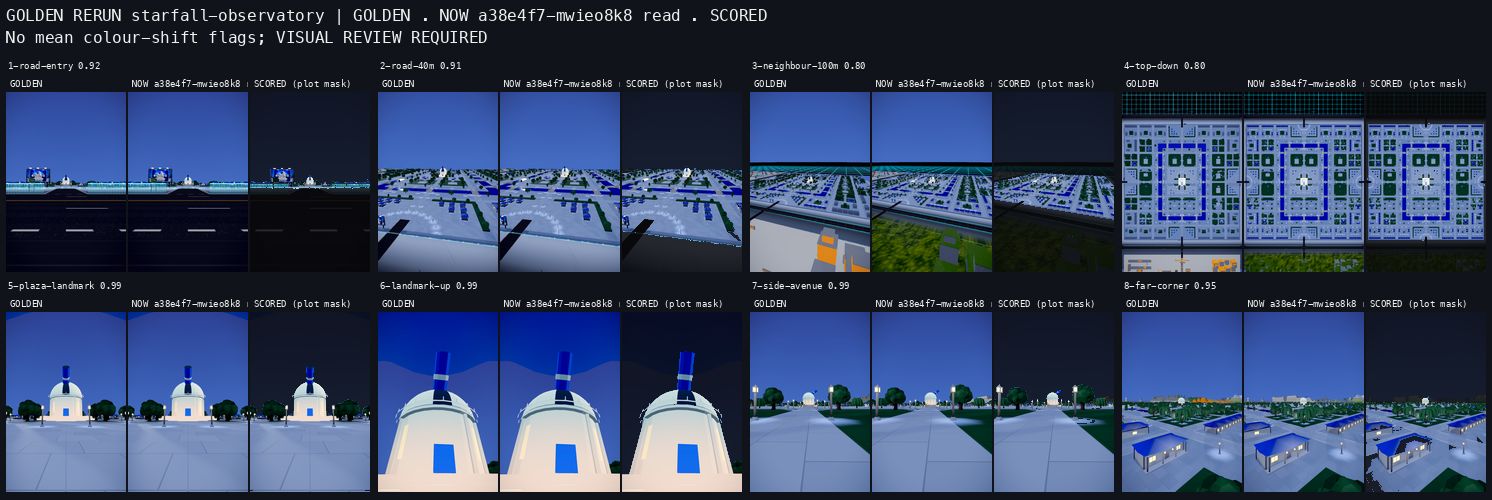 GOLDEN RERUN starfall-observatory | GOLDEN . NOW a38e4f7-mwieo8k8 read . SCORED
No mean colour-shift flags; VISUAL REVIEW REQUIRED
1-road-entry 0.92
GOLDEN NOW a38e4f7-mwieo8k8 SCORED (plot mask)
2-road-40m 0.91
GOLDEN NOW a38e4f7-mwieo8k8 SCORED (plot mask)
3-neighbour-100m 0.80
GOLDEN NOW a38e4f7-mwieo8k8 SCORED (plot mask)
4-top-down 0.80
GOLDEN NOW a38e4f7-mwieo8k8 SCORED (plot mask)
5-plaza-landmark 0.99
GOLDEN NOW a38e4f7-mwieo8k8 SCORED (plot mask)
6-landmark-up 0.99
GOLDEN NOW a38e4f7-mwieo8k8 SCORED (plot mask)
7-side-avenue 0.99
GOLDEN NOW a38e4f7-mwieo8k8 SCORED (plot mask)
8-far-corner 0.95
GOLDEN NOW a38e4f7-mwieo8k8 SCORED (plot mask)